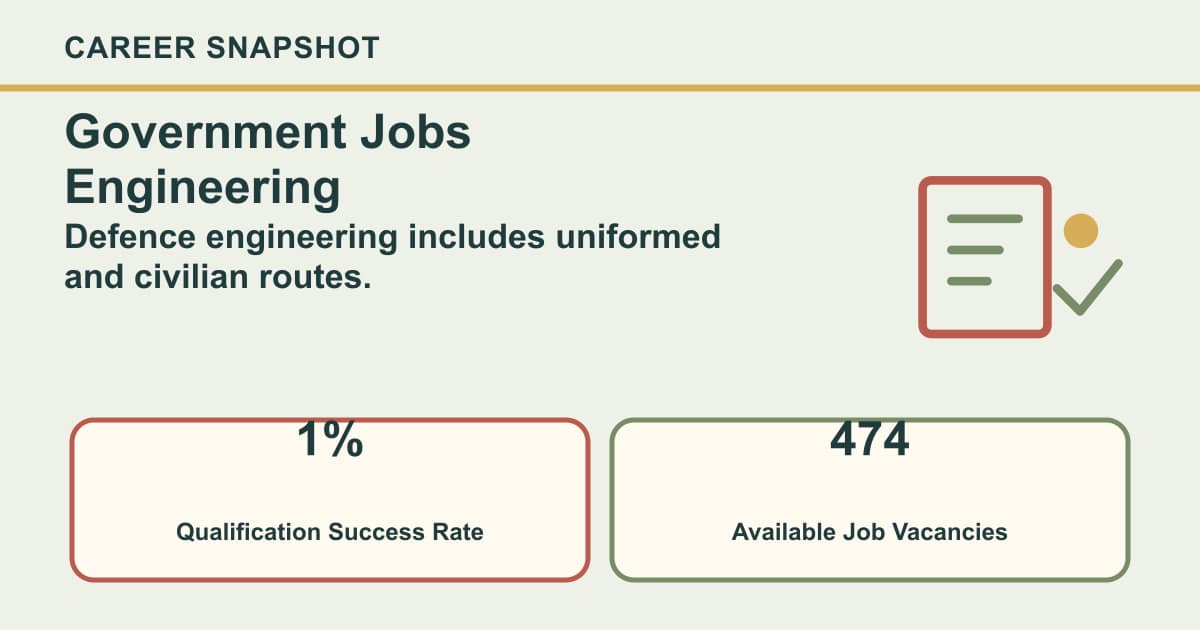 CAREER SNAPSHOT
Government Jobs
Engineering
Defence engineering includes uniformed
and civilian routes.
1%
Qualification Success Rate
474
Available Job Vacancies